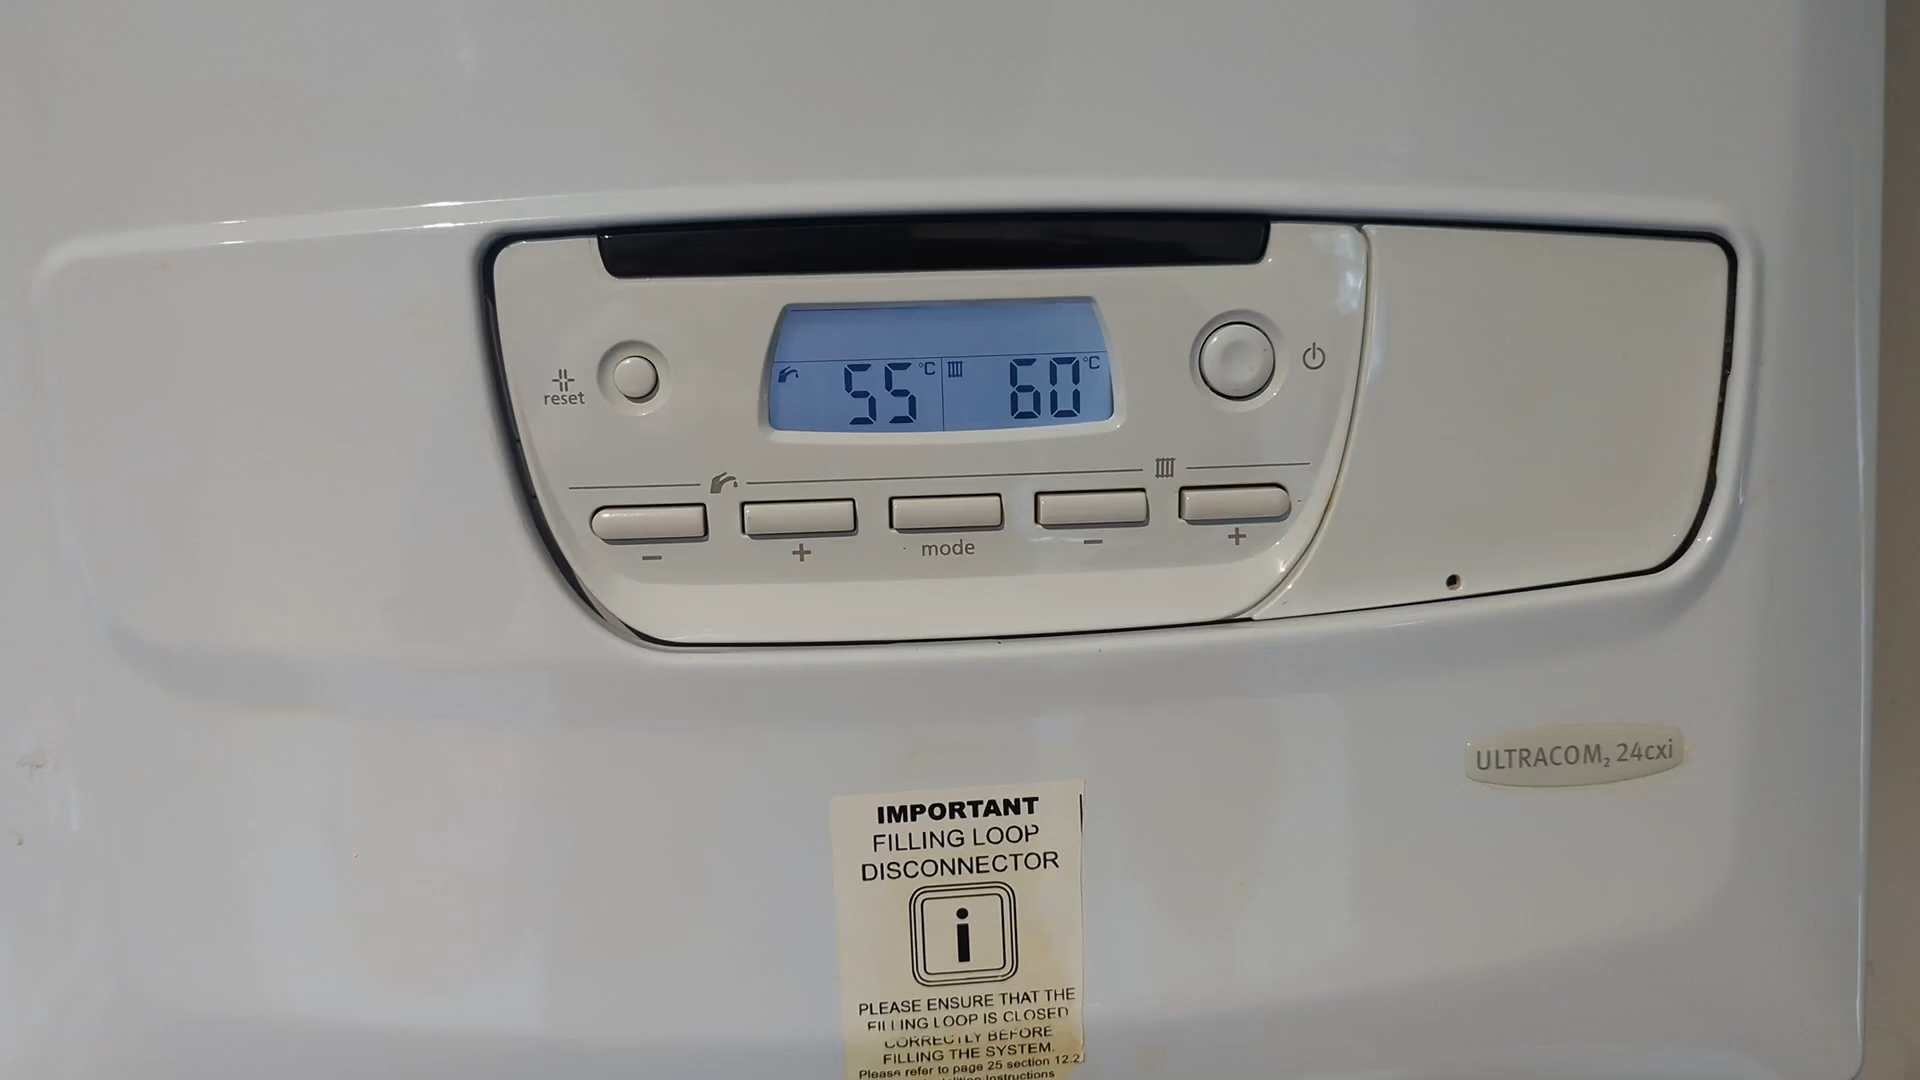 reset
55 °C 60 °C
- + mode - +
ULTRACOM₂ 24cxi
IMPORTANT
FILLING LOOP
DISCONNECTOR
i
PLEASE ENSURE THAT THE
FILLING LOOP IS CLOSED
CORRECTLY BEFORE
FILLING THE SYSTEM.
Please refer to page 25 section 12.2
Instructions